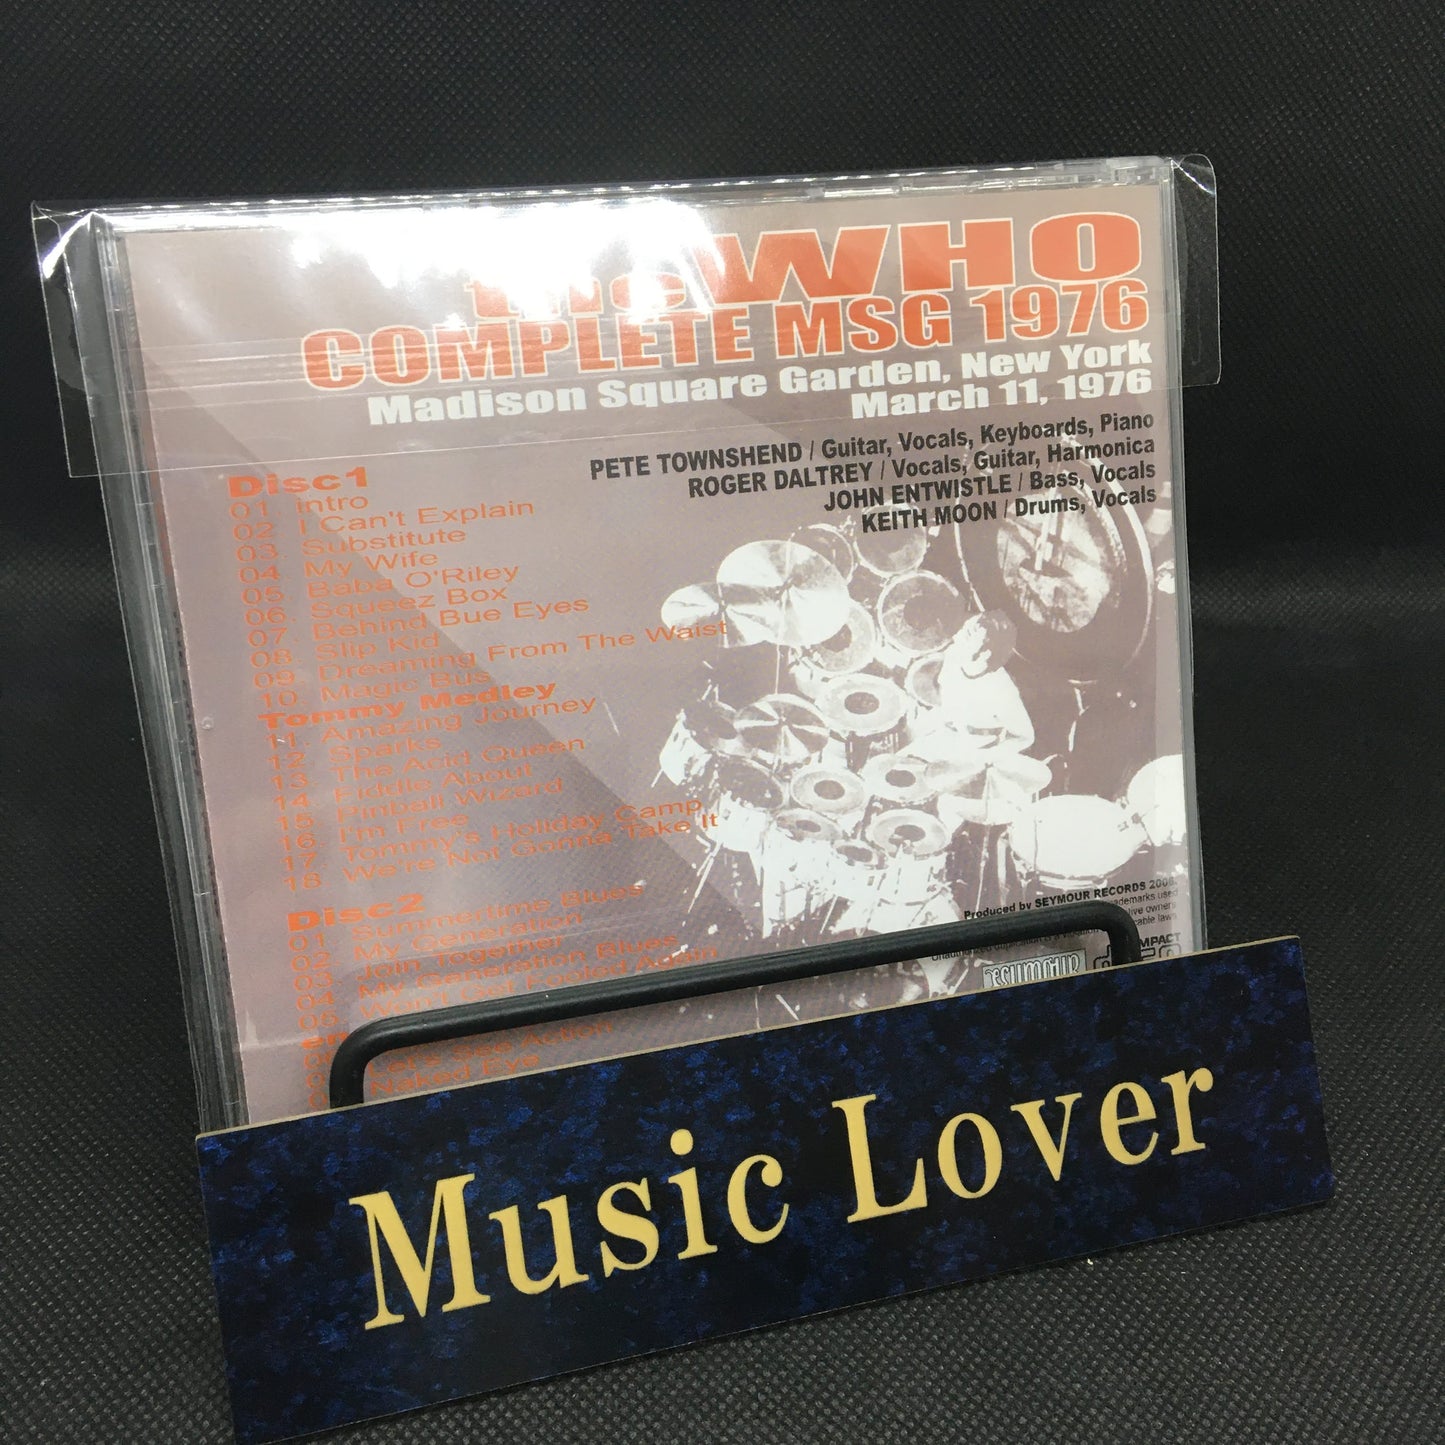 the WHO
COMPLETE MSG 1976
Madison Square Garden, New York
March 11, 1976
PETE TOWNSHEND / Guitar, Vocals, Keyboards, Piano
ROGER DALTREY / Vocals, Guitar, Harmonica
JOHN ENTWISTLE / Bass, Vocals
KEITH MOON / Drums, Vocals
Disc1
01. intro
02. I Can't Explain
03. Substitute
04. My Wife
05. Baba O'Riley
06. Squeez Box
07. Behind Bue Eyes
08. Slip Kid
09. Dreaming From The Waist
10. Magic Bus
Tommy Medley
11. Amazing Journey
12. Sparks
13. The Acid Queen
14. Fiddle About
15. Pinball Wizard
16. I'm Free
17. Tommy's Holiday Camp
18. We're Not Gonna Take It
Disc2
01. Summertime Blues
02. My Generation
03. Join Together
04. My Generation Blues
05. Won't Get Fooled Again
Let's See Action
Naked Eye
Produced by SEYMOUR RECORDS
Music Lover